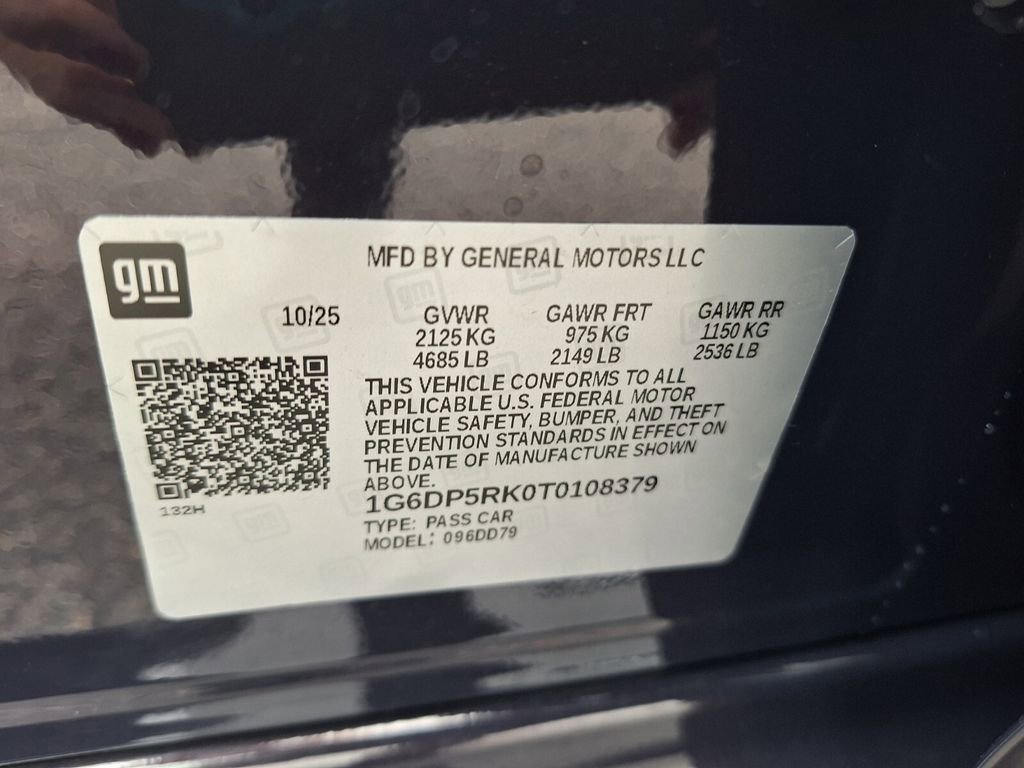 gm
MFD BY GENERAL MOTORS LLC
10/25 GVWR GAWR FRT GAWR RR
2125 KG 975 KG 1150 KG
4685 LB 2149 LB 2536 LB
THIS VEHICLE CONFORMS TO ALL
APPLICABLE U.S. FEDERAL MOTOR
VEHICLE SAFETY, BUMPER, AND THEFT
PREVENTION STANDARDS IN EFFECT ON
THE DATE OF MANUFACTURE SHOWN
ABOVE.
1G6DP5RK0T0108379
TYPE: PASS CAR
MODEL: 096DD79
132H